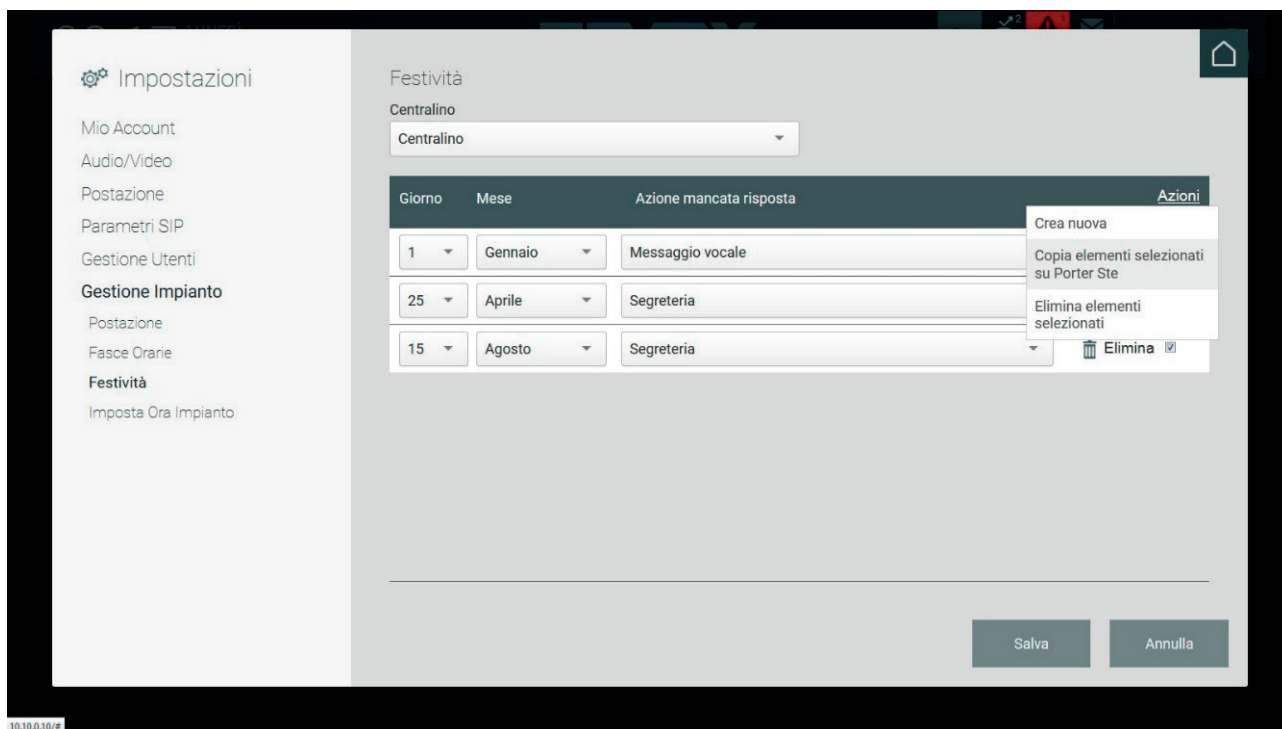 Impostazioni
Mio Account
Audio/Video
Postazione
Parametri SIP
Gestione Utenti
Gestione Impianto
Postazione
Fasce Orarie
Festività
Imposta Ora Impianto
Festività
Centralino
Centralino
Giorno Mese Azione mancata risposta Azioni
Crea nuova
Copia elementi selezionati
su Porter Ste
Elimina elementi
selezionati
1 Gennaio Messaggio vocale
25 Aprile Segreteria
15 Agosto Segreteria Elimina
Salva Annulla
10.10.0.10/#